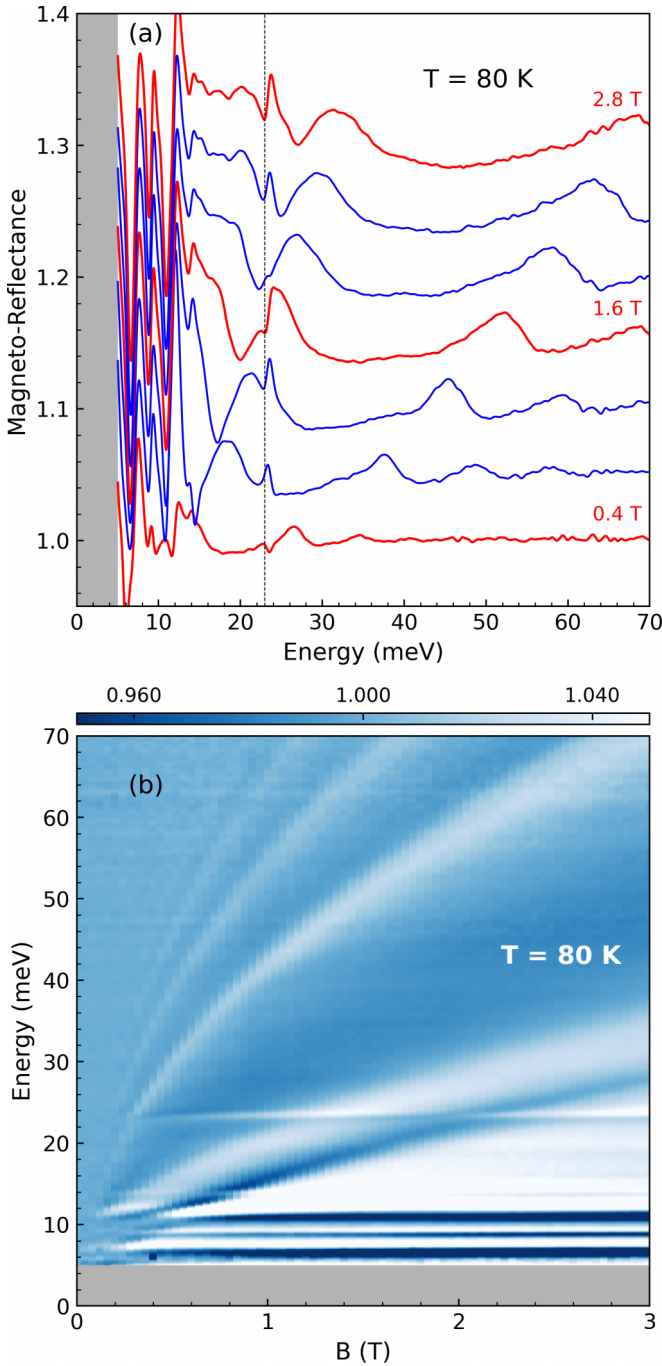 1.4
(a)
T = 80 K
2.8 T
1.3
1.2
1.6 T
1.1
0.4 T
1.0
Magneto-Reflectance
0 10 20 30 40 50 60 70
Energy (meV)
0.960 1.000 1.040
70
(b)
60
50
T = 80 K
40
30
20
10
0
Energy (meV)
0 1 2 3
B (T)